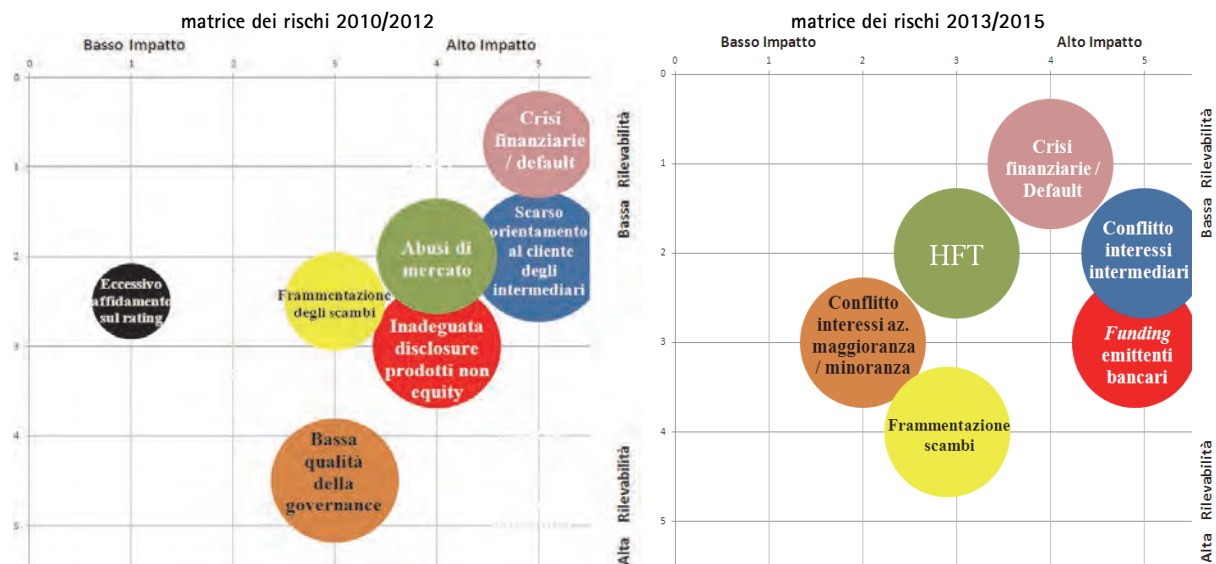 matrice dei rischi 2010/2012
Basso Impatto
Alto Impatto
0
1
2
3
4
5
0
1
2
3
4
5
Crisi
finanziarie
/ default
Scarso
orientamento
al cliente
degli
intermediari
Abusi di
mercato
Eccessivo
affidamento
sul rating
Frammentazione
degli scambi
Inadeguata
disclosure
prodotti non
equity
Bassa
qualità
della
governance
Bassa Rilevabilità
Alta Rilevabilità
matrice dei rischi 2013/2015
Basso Impatto
Alto Impatto
0
1
2
3
4
5
0
1
2
3
4
5
Crisi
finanziarie /
Default
HFT
Conflitto
interessi
intermediari
Conflitto
interessi az.
maggioranza
/ minoranza
Funding
emittenti
bancari
Frammentazione
scambi
Bassa Rilevabilità
Alta Rilevabilità